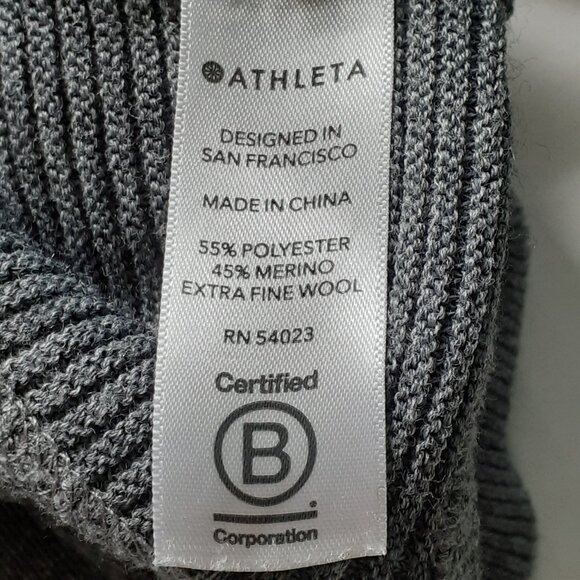 ATHLETA
DESIGNED IN
SAN FRANCISCO
MADE IN CHINA
55% POLYESTER
45% MERINO
EXTRA FINE WOOL
RN 54023
Certified
B
Corporation